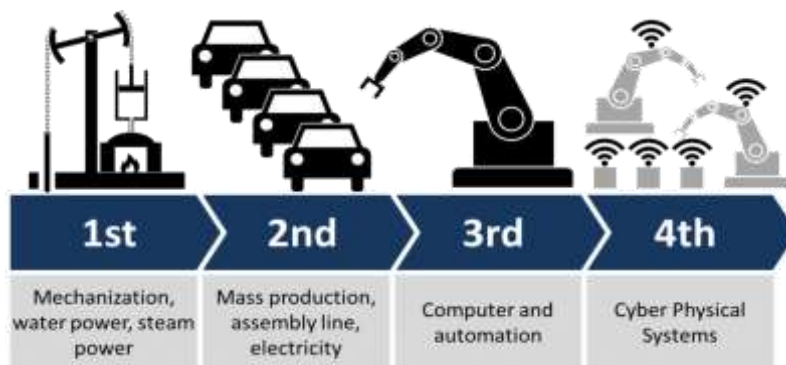 1st
2nd
3rd
4th
Mechanization,
water power, steam
power
Mass production,
assembly line,
electricity
Computer and
automation
Cyber Physical
Systems